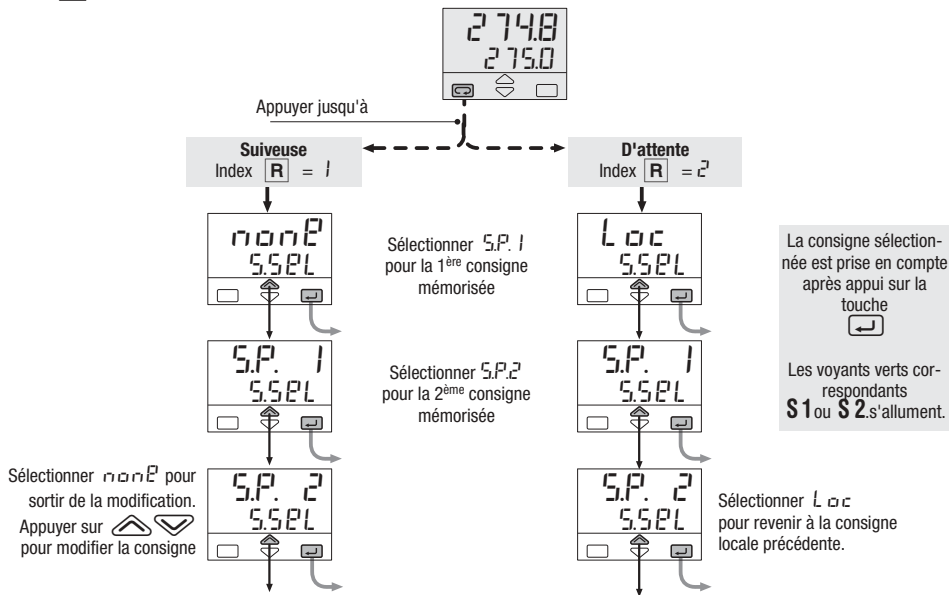 274.8
275.0
Appuyer jusqu'à
Suiveuse
Index R = 1
D'attente
Index R = 2
nonE
S.SEL
Sélectionner S.P. 1
pour la 1ère consigne
mémorisée
Loc
S.SEL
La consigne sélection-
née est prise en compte
après appui sur la
touche
Les voyants verts cor-
respondants
S 1 ou S 2.s'allument.
S.P. 1
S.SEL
Sélectionner S.P.2
pour la 2ème consigne
mémorisée
S.P. 1
S.SEL
Sélectionner nonE pour
sortir de la modification.
Appuyer sur
pour modifier la consigne
S.P. 2
S.SEL
S.P. 2
S.SEL
Sélectionner Loc
pour revenir à la consigne
locale précédente.